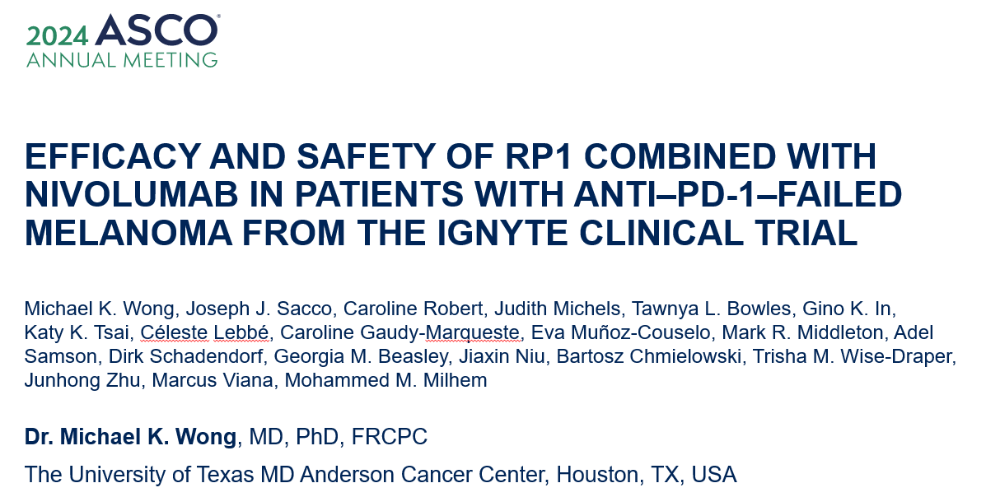 2024 ASCO®
ANNUAL MEETING
EFFICACY AND SAFETY OF RP1 COMBINED WITH
NIVOLUMAB IN PATIENTS WITH ANTI–PD-1–FAILED
MELANOMA FROM THE IGNYTE CLINICAL TRIAL
Michael K. Wong, Joseph J. Sacco, Caroline Robert, Judith Michels, Tawnya L. Bowles, Gino K. In,
Katy K. Tsai, Céleste Lebbé, Caroline Gaudy-Marqueste, Eva Muñoz-Couselo, Mark R. Middleton, Adel
Samson, Dirk Schadendorf, Georgia M. Beasley, Jiaxin Niu, Bartosz Chmielowski, Trisha M. Wise-Draper,
Junhong Zhu, Marcus Viana, Mohammed M. Milhem
Dr. Michael K. Wong, MD, PhD, FRCPC
The University of Texas MD Anderson Cancer Center, Houston, TX, USA